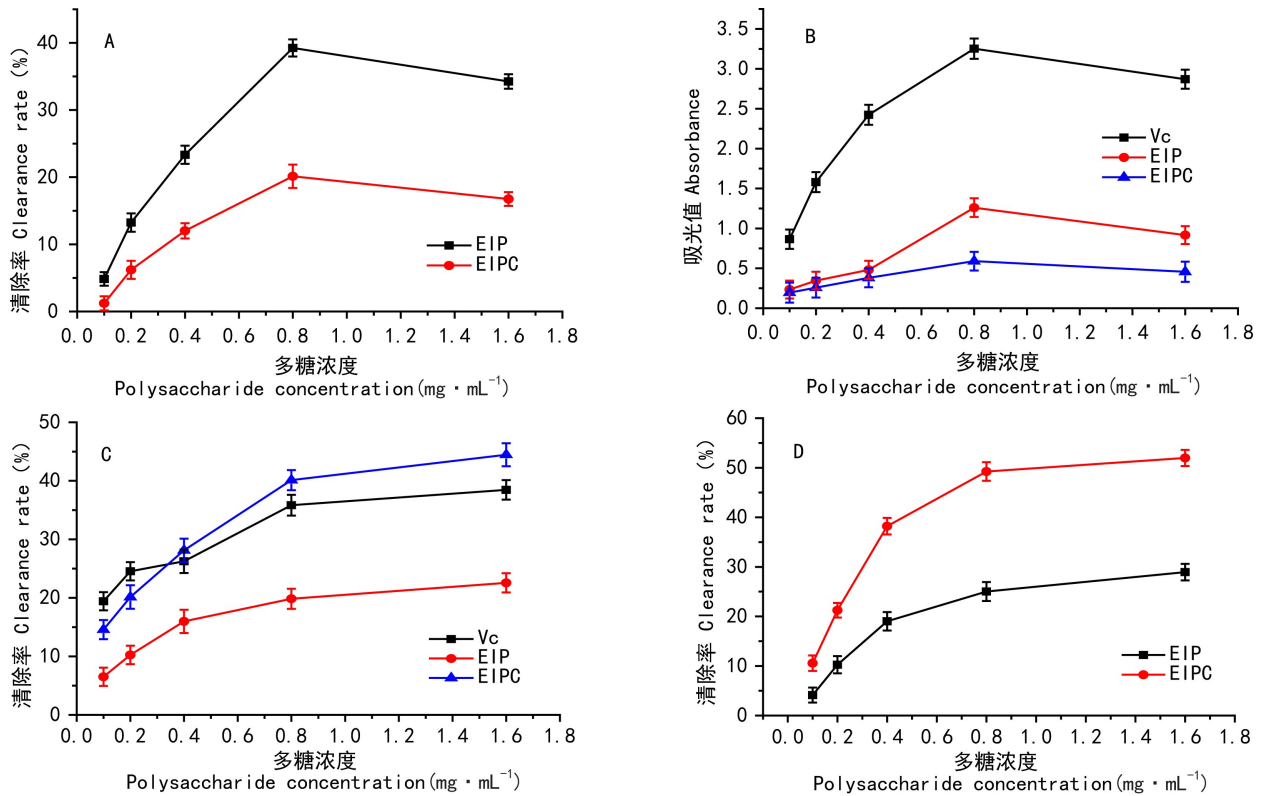 A
清除率 Clearance rate (%)
40
30
20
10
0
EIP
EIPC
0.0 0.2 0.4 0.6 0.8 1.0 1.2 1.4 1.6 1.8
多糖浓度
Polysaccharide concentration(mg·mL⁻¹)
B
吸光值 Absorbance
3.5
3.0
2.5
2.0
1.5
1.0
0.5
0.0
Vc
EIP
EIPC
0.0 0.2 0.4 0.6 0.8 1.0 1.2 1.4 1.6 1.8
多糖浓度
Polysaccharide concentration(mg·mL⁻¹)
C
清除率 Clearance rate (%)
50
40
30
20
10
0
Vc
EIP
EIPC
0.0 0.2 0.4 0.6 0.8 1.0 1.2 1.4 1.6 1.8
多糖浓度
Polysaccharide concentration(mg·mL⁻¹)
D
清除率 Clearance rate (%)
60
50
40
30
20
10
0
EIP
EIPC
0.0 0.2 0.4 0.6 0.8 1.0 1.2 1.4 1.6 1.8
多糖浓度
Polysaccharide concentration(mg·mL⁻¹)